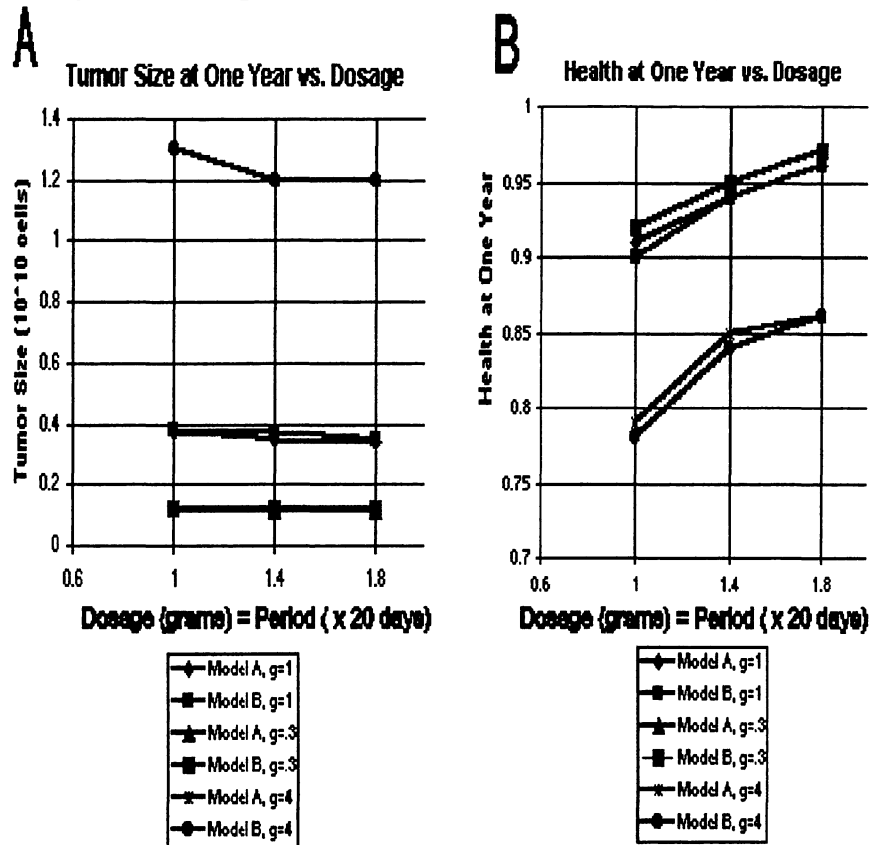 A
Tumor Size at One Year vs. Dosage
Tumor Size (10^10 cells)
1.4
1.2
1
0.8
0.6
0.4
0.2
0
0.6
1
1.4
1.8
Dosage (grams) = Period ( x 20 days)
Model A, g=1
Model B, g=1
Model A, g=.3
Model B, g=.3
Model A, g=4
Model B, g=4
B
Health at One Year vs. Dosage
Health at One Year
1
0.95
0.9
0.85
0.8
0.75
0.7
0.6
1
1.4
1.8
Dosage (grams) = Period ( x 20 days)
Model A, g=1
Model B, g=1
Model A, g=.3
Model B, g=.3
Model A, g=4
Model B, g=4